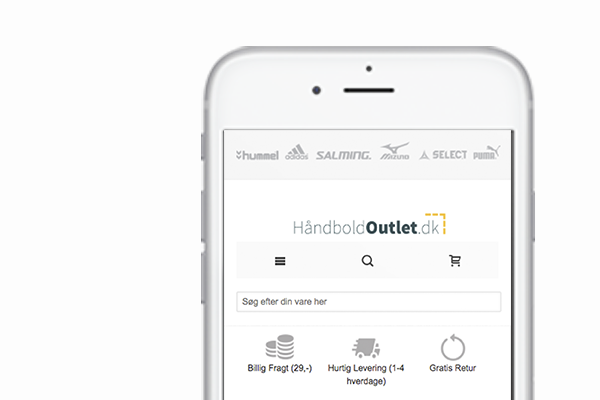 hummel adidas SALMING. MIZUNO SELECT PUMA
HåndboldOutlet.dk
Søg efter din vare her
Billig Fragt (29,-) Hurtig Levering (1-4 Gratis Retur
hverdage)